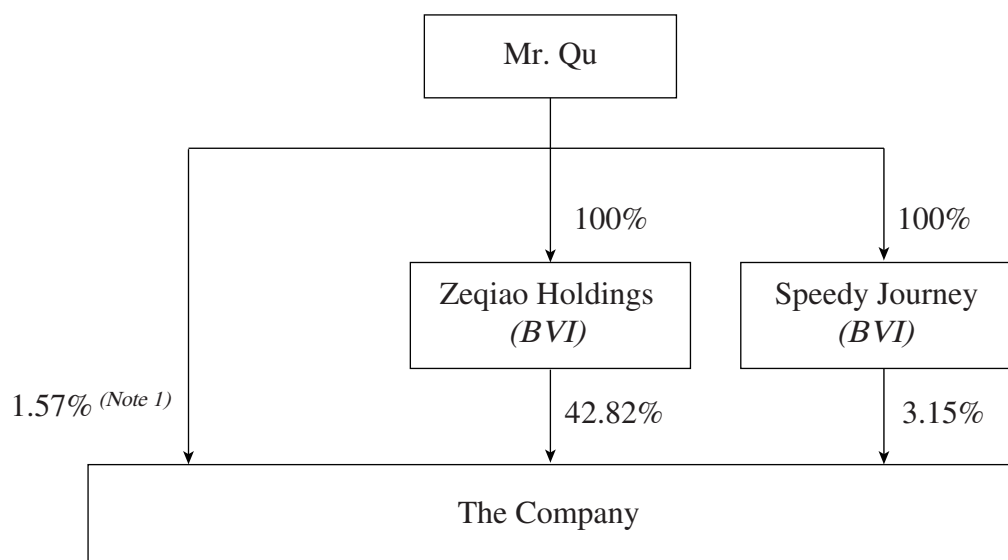 Mr. Qu
100%
100%
Zeqiao Holdings
(BVI)
Speedy Journey
(BVI)
1.57% (Note 1)
42.82%
3.15%
The Company